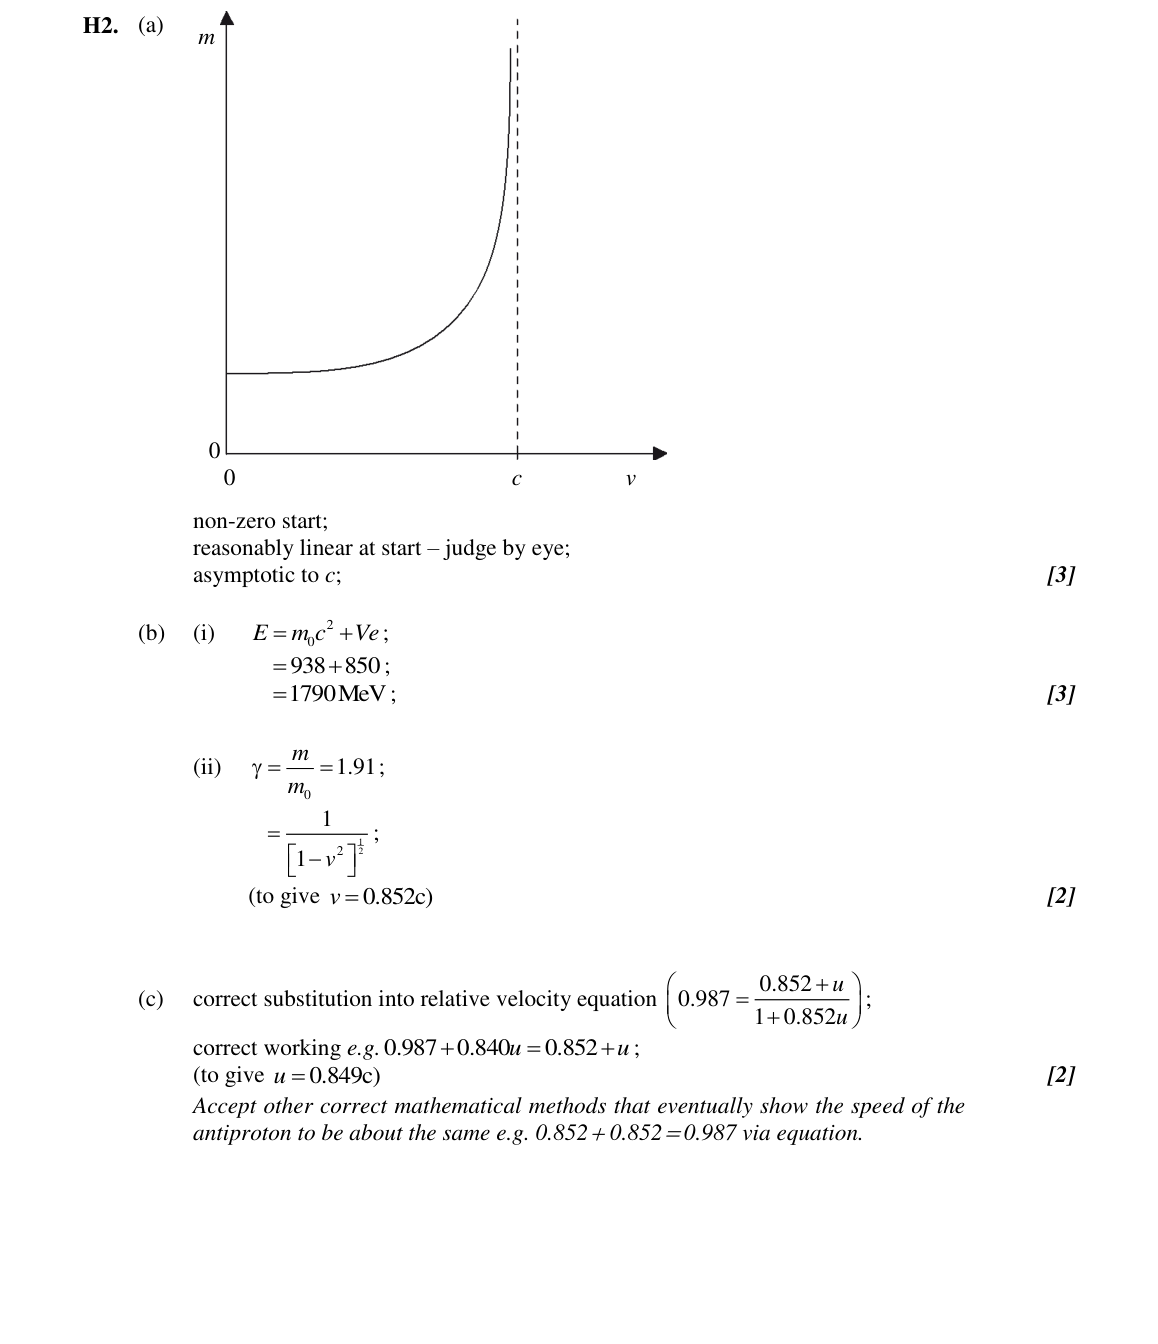 H2. (a)
m
0
0 c v
non-zero start;
reasonably linear at start – judge by eye;
asymptotic to c; [3]
(b) (i) E = m₀c² + Ve ;
= 938 + 850 ;
= 1790 MeV ; [3]
(ii) γ = m/m₀ = 1.91 ;
= 1/[1 − v²]^½ ;
(to give v = 0.852c) [2]
(c) correct substitution into relative velocity equation (0.987 = (0.852 + u)/(1 + 0.852u)) ;
correct working e.g. 0.987 + 0.840u = 0.852 + u ;
(to give u = 0.849c) [2]
Accept other correct mathematical methods that eventually show the speed of the
antiproton to be about the same e.g. 0.852 + 0.852 = 0.987 via equation.